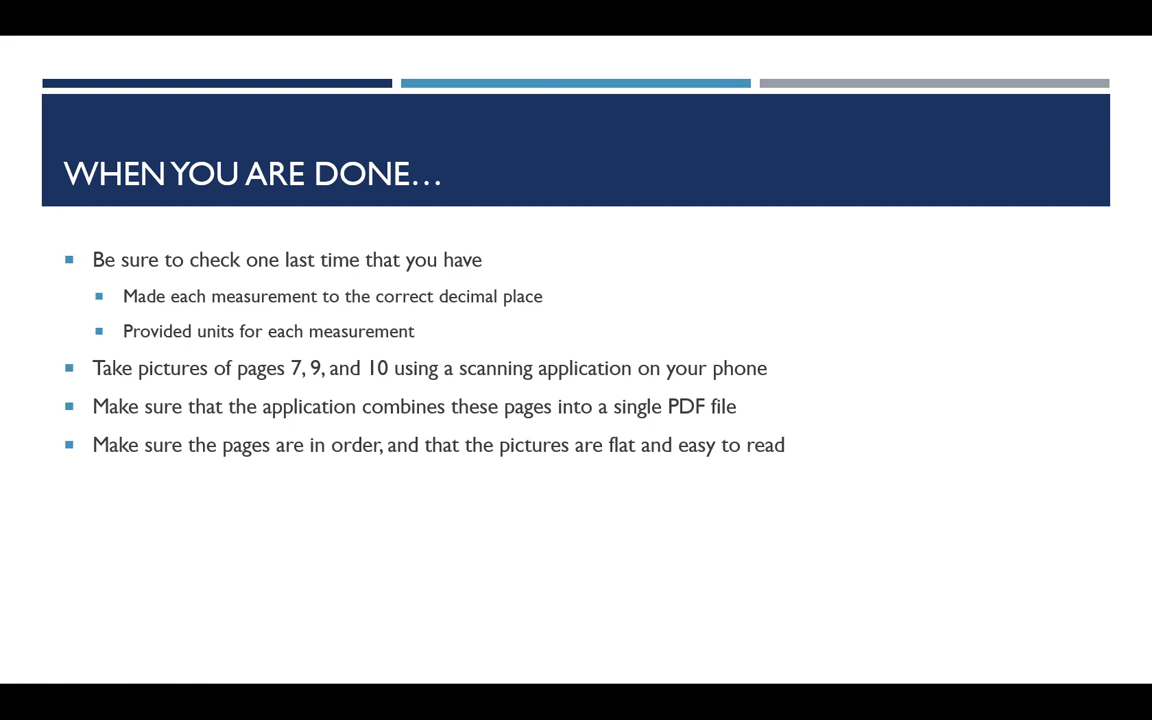 WHEN YOU ARE DONE…
Be sure to check one last time that you have
Made each measurement to the correct decimal place
Provided units for each measurement
Take pictures of pages 7, 9, and 10 using a scanning application on your phone
Make sure that the application combines these pages into a single PDF file
Make sure the pages are in order, and that the pictures are flat and easy to read